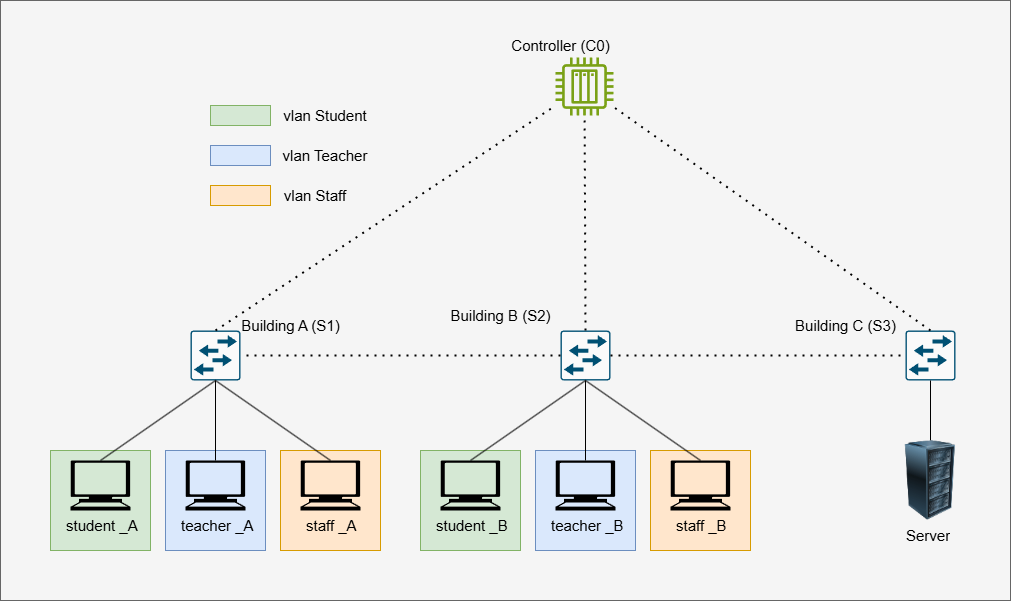 Controller (C0)
vlan Student
vlan Teacher
vlan Staff
Building A (S1)
Building B (S2)
Building C (S3)
student _A
teacher _A
staff _A
student _B
teacher _B
staff _B
Server